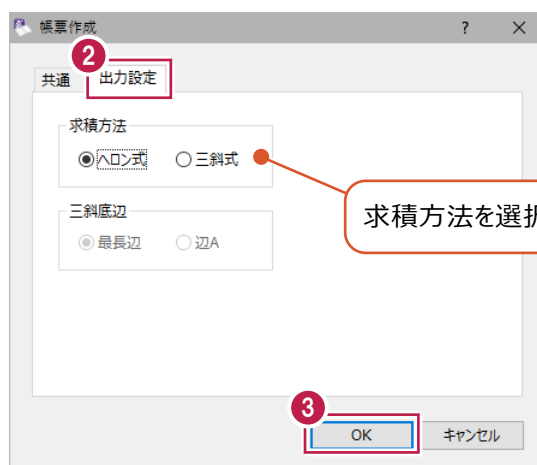 帳票作成
?
2
共通
出力設定
求積方法
ヘロン式
三斜式
求積方法を選択
三斜底辺
最長辺
辺A
3
OK
キャンセル